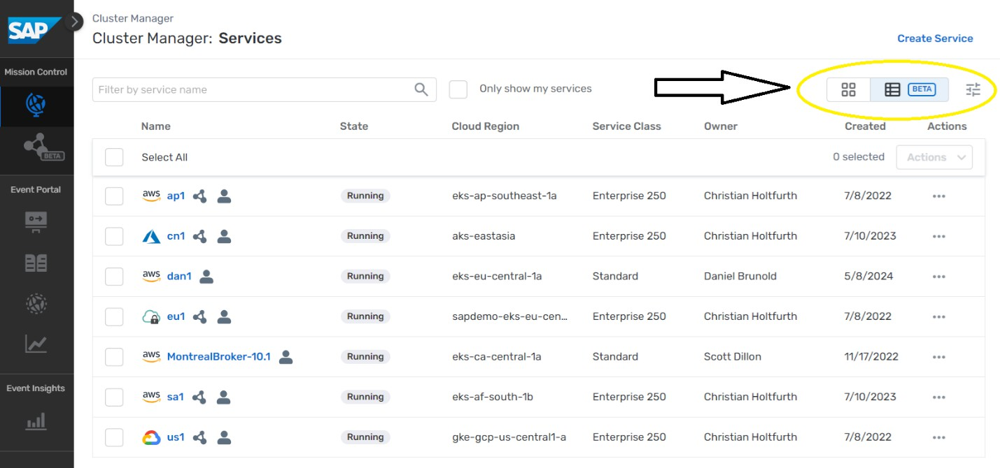 SAP
Cluster Manager
Cluster Manager: Services
Create Service
Mission Control
Filter by service name
Only show my services
BETA
Name State Cloud Region Service Class Owner Created Actions
BETA
Select All 0 selected Actions
Event Portal
aws ap1 Running eks-ap-southeast-1a Enterprise 250 Christian Holtfurth 7/8/2022
cn1 Running aks-eastasia Enterprise 250 Christian Holtfurth 7/10/2023
aws dan1 Running eks-eu-central-1a Standard Daniel Brunold 5/8/2024
eu1 Running sapdemo-eks-eu-cen... Enterprise 250 Christian Holtfurth 7/8/2022
aws MontrealBroker-10.1 Running eks-ca-central-1a Standard Scott Dillon 11/17/2022
Event Insights
aws sa1 Running eks-af-south-1b Enterprise 250 Christian Holtfurth 7/10/2023
us1 Running gke-gcp-us-central1-a Enterprise 250 Christian Holtfurth 7/8/2022